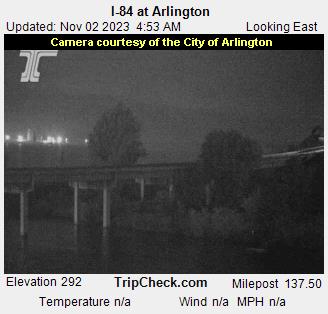 I-84 at Arlington
Updated: Nov 02 2023 4:53 AM Looking East
Camera courtesy of the City of Arlington
Elevation 292 TripCheck.com Milepost 137.50
Temperature n/a Wind n/a MPH n/a